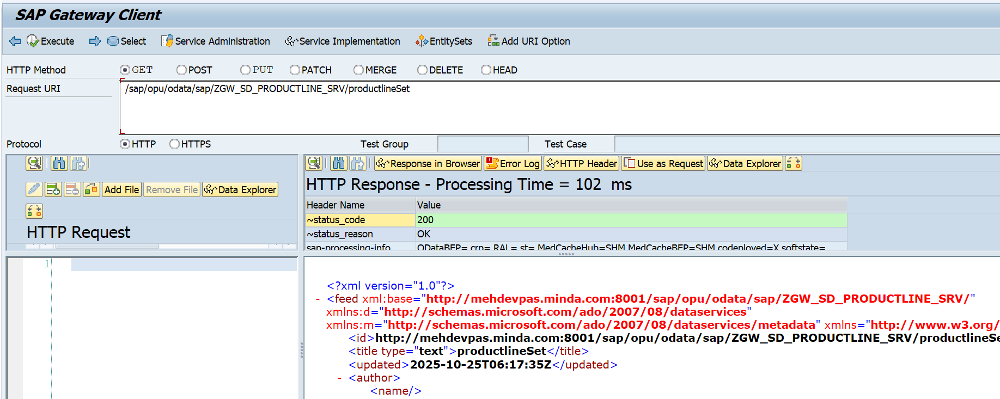 SAP Gateway Client
Execute Select Service Administration Service Implementation EntitySets Add URI Option
HTTP Method GET POST PUT PATCH MERGE DELETE HEAD
Request URI /sap/opu/odata/sap/ZGW_SD_PRODUCTLINE_SRV/productlineSet
Protocol HTTP HTTPS Test Group Test Case
Response in Browser Error Log HTTP Header Use as Request Data Explorer
Add File Remove File Data Explorer
HTTP Response - Processing Time = 102 ms
Header Name Value
~status_code 200
HTTP Request
~status_reason OK
sap-processing-info ODataBEP= crp= RAL= st= MedCacheHub=SHM MedCacheBEP=SHM codeployed=X softstate=
1
<?xml version="1.0"?>
- <feed xml:base="http://mehdevpas.minda.com:8001/sap/opu/odata/sap/ZGW_SD_PRODUCTLINE_SRV/"
xmlns:d="http://schemas.microsoft.com/ado/2007/08/dataservices"
xmlns:m="http://schemas.microsoft.com/ado/2007/08/dataservices/metadata" xmlns="http://www.w3.org/
<id>http://mehdevpas.minda.com:8001/sap/opu/odata/sap/ZGW_SD_PRODUCTLINE_SRV/productlineSe
<title type="text">productlineSet</title>
<updated>2025-10-25T06:17:35Z</updated>
- <author>
<name/>